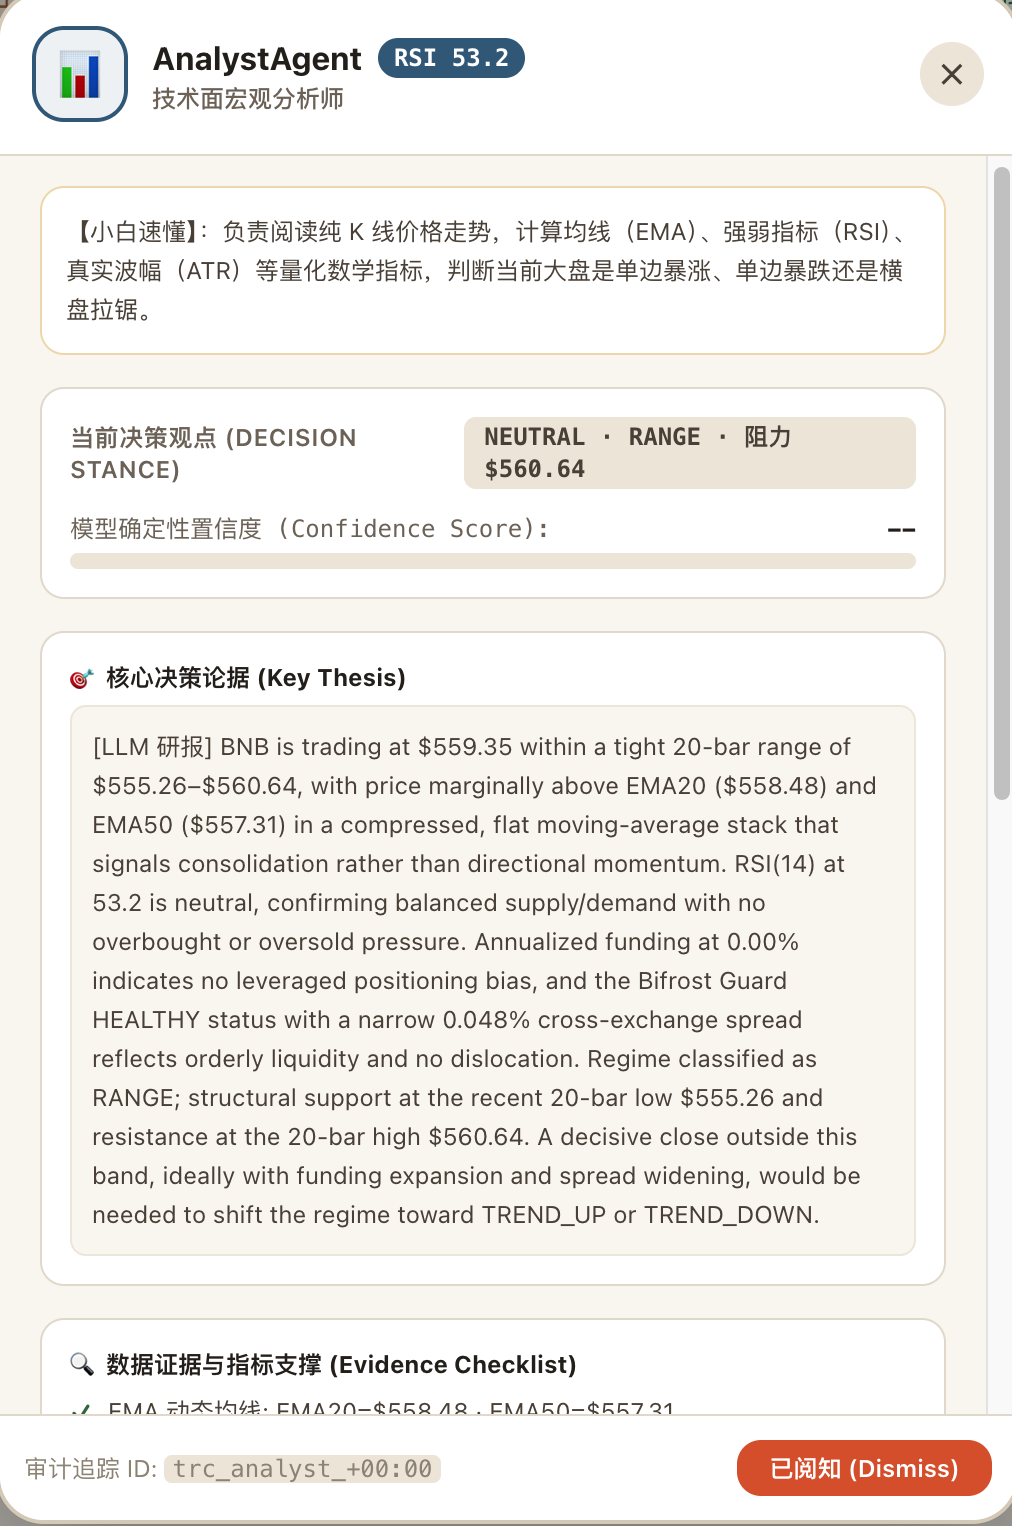 AnalystAgent RSI 53.2
技术面宏观分析师
【小白速懂】：负责阅读纯 K 线价格走势，计算均线（EMA）、强弱指标（RSI）、
真实波幅（ATR）等量化数学指标，判断当前大盘是单边暴涨、单边暴跌还是横
盘拉锯。
当前决策观点 (DECISION
STANCE)
NEUTRAL · RANGE · 阻力
$560.64
模型确定性置信度 (Confidence Score): --
核心决策论据 (Key Thesis)
[LLM 研报] BNB is trading at $559.35 within a tight 20-bar range of
$555.26–$560.64, with price marginally above EMA20 ($558.48) and
EMA50 ($557.31) in a compressed, flat moving-average stack that
signals consolidation rather than directional momentum. RSI(14) at
53.2 is neutral, confirming balanced supply/demand with no
overbought or oversold pressure. Annualized funding at 0.00%
indicates no leveraged positioning bias, and the Bifrost Guard
HEALTHY status with a narrow 0.048% cross-exchange spread
reflects orderly liquidity and no dislocation. Regime classified as
RANGE; structural support at the recent 20-bar low $555.26 and
resistance at the 20-bar high $560.64. A decisive close outside this
band, ideally with funding expansion and spread widening, would be
needed to shift the regime toward TREND_UP or TREND_DOWN.
数据证据与指标支撑 (Evidence Checklist)
EMA 动态均线: EMA20=$558.48 · EMA50=$557.31
审计追踪 ID: trc_analyst_+00:00
已阅知 (Dismiss)